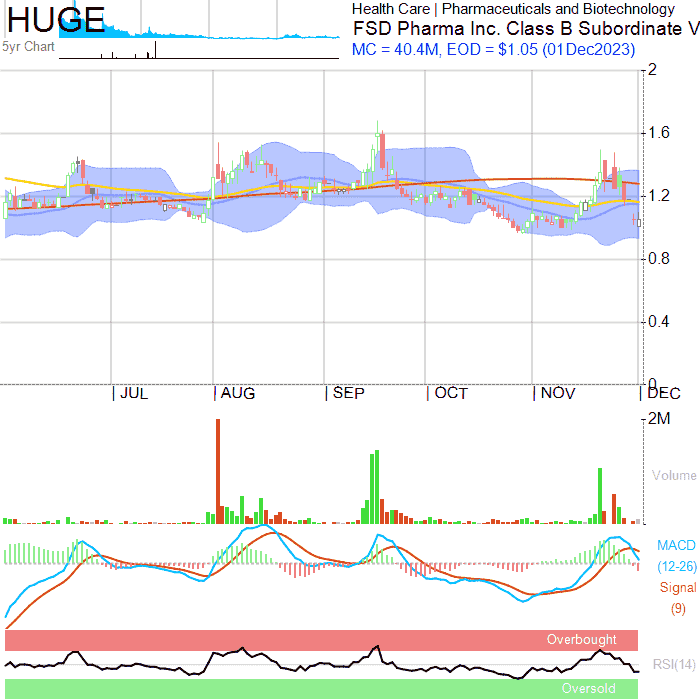 HUGE
5yr Chart
Health Care | Pharmaceuticals and Biotechnology
FSD Pharma Inc. Class B Subordinate V
MC = 40.4M, EOD = $1.05 (01Dec2023)
2
1.6
1.2
0.8
0.4
0
JUL AUG SEP OCT NOV DEC
2M
Volume
MACD
(12-26)
Signal
(9)
Overbought
RSI(14)
Oversold